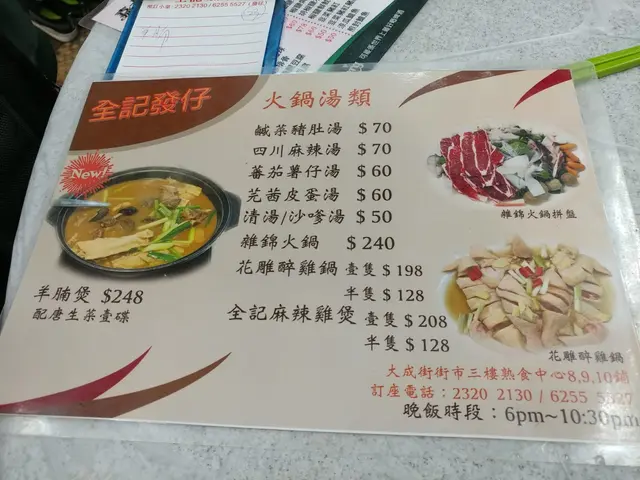 2320 2130 / 6255 5527
全記發仔
火鍋湯類
鹹菜豬肚湯 $70
四川麻辣湯 $70
蕃茄薯仔湯 $60
芫茜皮蛋湯 $60
清湯/沙嗲湯 $50
雜錦火鍋 $240
花雕醉雞鍋 壹隻 $198
半隻 $128
全記麻辣雞煲 壹隻 $208
半隻 $128
New!
羊腩煲 $248
配唐生菜壹碟
雜錦火鍋拼盤
花雕醉雞鍋
大成街街市三樓熟食中心8,9,10鋪
訂座電話：2320 2130 / 6255 5527
晚飯時段：6pm~10:30pm